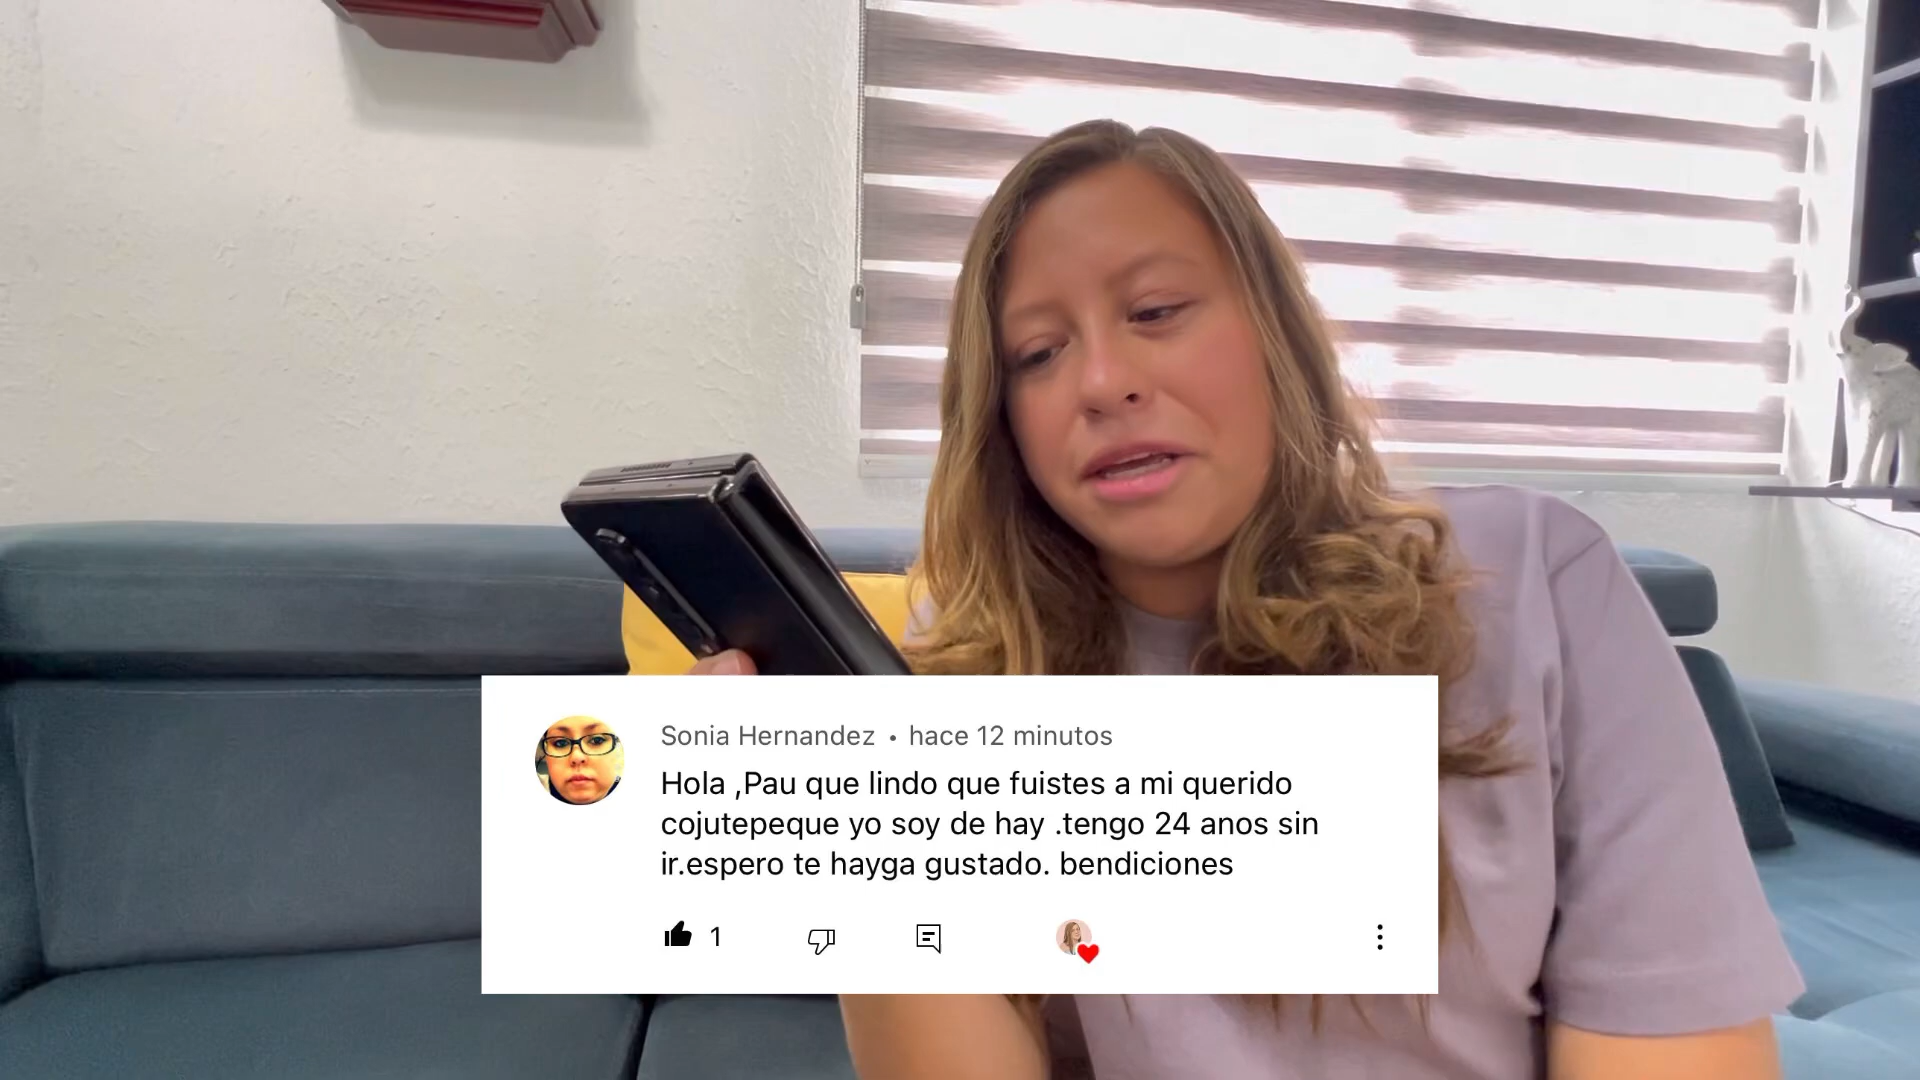 Sonia Hernandez • hace 12 minutos
Hola ,Pau que lindo que fuistes a mi querido
cojutepeque yo soy de hay .tengo 24 anos sin
ir.espero te hayga gustado. bendiciones
1